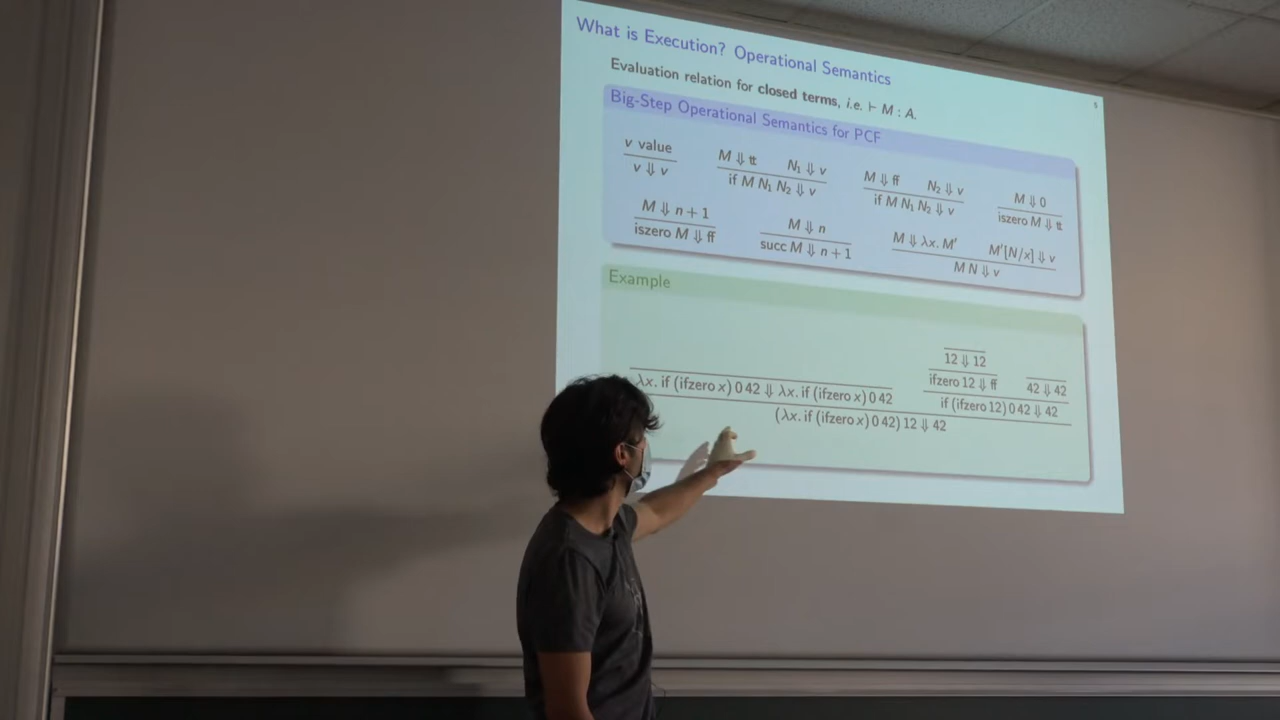 What is Execution? Operational Semantics
5
Evaluation relation for closed terms, i.e. ⊢ M : A.
Big-Step Operational Semantics for PCF
v value
v ⇓ v
M ⇓ tt N₁ ⇓ v
if M N₁ N₂ ⇓ v
M ⇓ ff N₂ ⇓ v
if M N₁ N₂ ⇓ v
M ⇓ 0
iszero M ⇓ tt
M ⇓ n + 1
iszero M ⇓ ff
M ⇓ n
succ M ⇓ n + 1
M ⇓ λx. M′ M′[N/x] ⇓ v
M N ⇓ v
Example
12 ⇓ 12
ifzero 12 ⇓ ff 42 ⇓ 42
λx. if (ifzero x) 0 42 ⇓ λx. if (ifzero x) 0 42 if (ifzero 12) 0 42 ⇓ 42
(λx. if (ifzero x) 0 42) 12 ⇓ 42